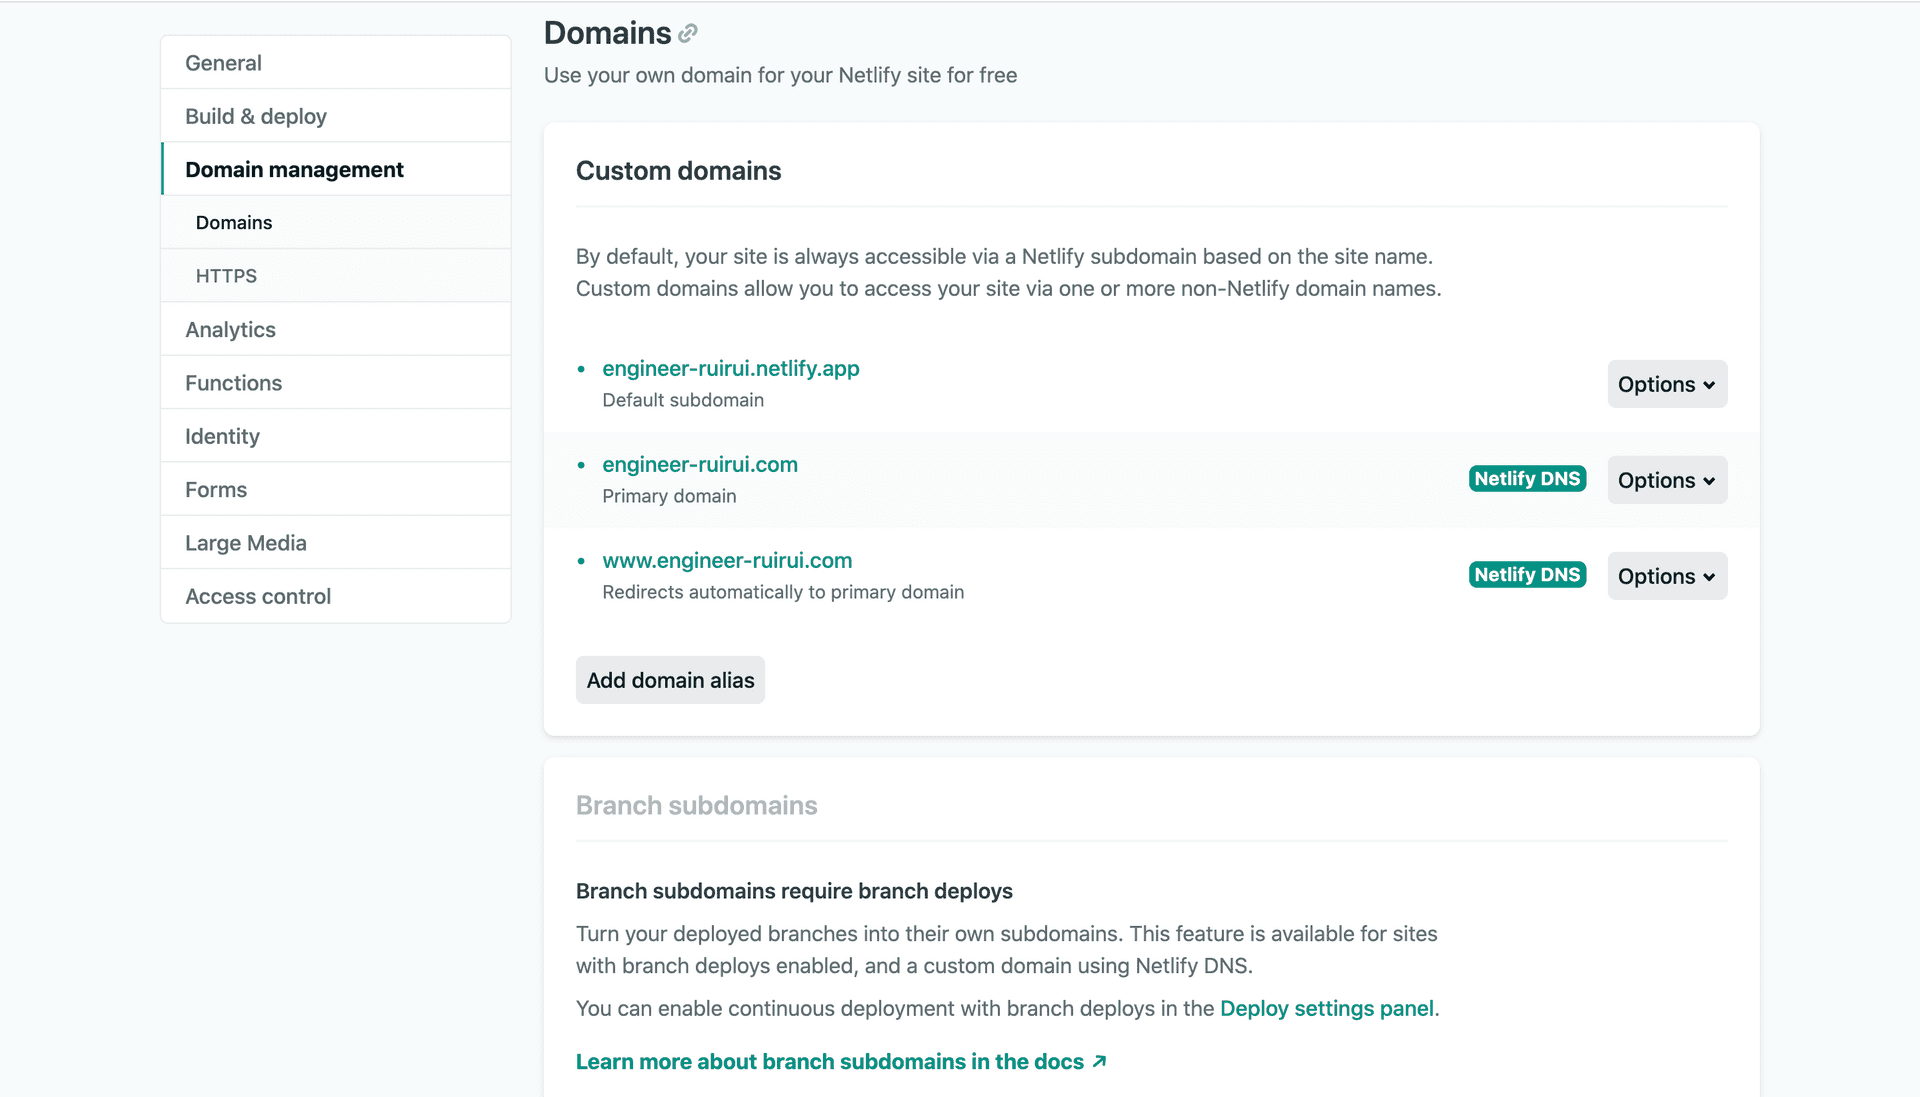 General
Build & deploy
Domain management
Domains
HTTPS
Analytics
Functions
Identity
Forms
Large Media
Access control
Domains
Use your own domain for your Netlify site for free
Custom domains
By default, your site is always accessible via a Netlify subdomain based on the site name.
Custom domains allow you to access your site via one or more non-Netlify domain names.
• engineer-ruirui.netlify.app
Default subdomain
Options
• engineer-ruirui.com
Primary domain
Netlify DNS
Options
• www.engineer-ruirui.com
Redirects automatically to primary domain
Netlify DNS
Options
Add domain alias
Branch subdomains
Branch subdomains require branch deploys
Turn your deployed branches into their own subdomains. This feature is available for sites
with branch deploys enabled, and a custom domain using Netlify DNS.
You can enable continuous deployment with branch deploys in the Deploy settings panel.
Learn more about branch subdomains in the docs ↗